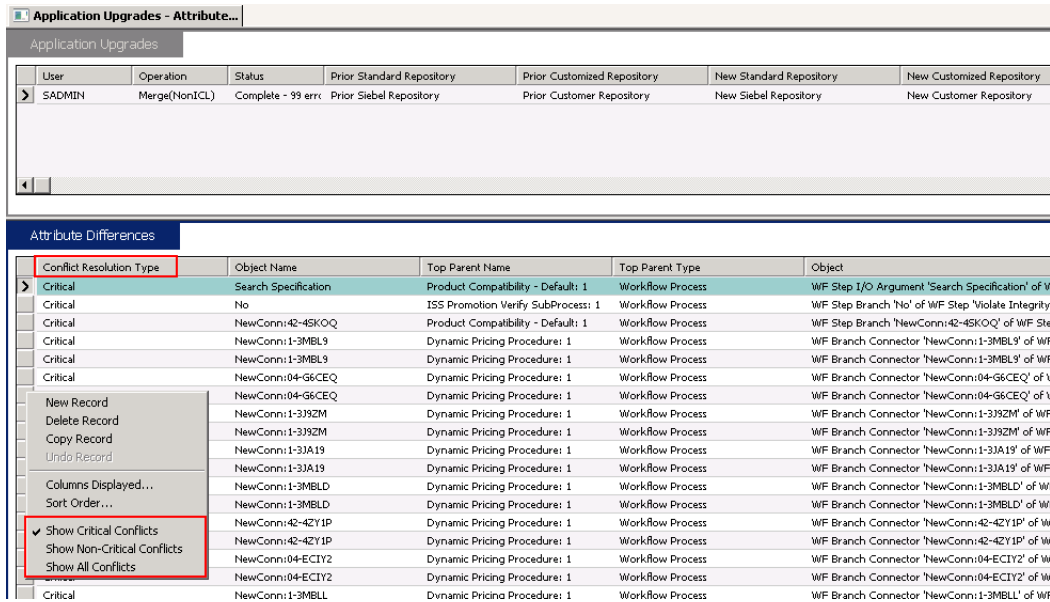 Application Upgrades - Attribute...
Application Upgrades
User Operation Status Prior Standard Repository Prior Customized Repository New Standard Repository New Customized Repository
SADMIN Merge(NonICL) Complete - 99 errc Prior Siebel Repository Prior Customer Repository New Siebel Repository New Customer Repository
Attribute Differences
Conflict Resolution Type Object Name Top Parent Name Top Parent Type Object
Critical Search Specification Product Compatibility - Default: 1 Workflow Process WF Step I/O Argument 'Search Specification' of W
Critical No ISS Promotion Verify SubProcess: 1 Workflow Process WF Step Branch 'No' of WF Step 'Violate Integrity
Critical NewConn:42-4SKOQ Product Compatibility - Default: 1 Workflow Process WF Step Branch 'NewConn:42-4SKOQ' of WF Ste
Critical NewConn:1-3MBL9 Dynamic Pricing Procedure: 1 Workflow Process WF Branch Connector 'NewConn:1-3MBL9' of WF
Critical NewConn:1-3MBL9 Dynamic Pricing Procedure: 1 Workflow Process WF Branch Connector 'NewConn:1-3MBL9' of WF
Critical NewConn:04-G6CEQ Dynamic Pricing Procedure: 1 Workflow Process WF Branch Connector 'NewConn:04-G6CEQ' of
NewConn:04-G6CEQ Dynamic Pricing Procedure: 1 Workflow Process WF Branch Connector 'NewConn:04-G6CEQ' of
NewConn:1-3J9ZM Dynamic Pricing Procedure: 1 Workflow Process WF Branch Connector 'NewConn:1-3J9ZM' of WF
NewConn:1-3J9ZM Dynamic Pricing Procedure: 1 Workflow Process WF Branch Connector 'NewConn:1-3J9ZM' of WF
NewConn:1-3JA19 Dynamic Pricing Procedure: 1 Workflow Process WF Branch Connector 'NewConn:1-3JA19' of WF
NewConn:1-3JA19 Dynamic Pricing Procedure: 1 Workflow Process WF Branch Connector 'NewConn:1-3JA19' of WF
NewConn:1-3MBLD Dynamic Pricing Procedure: 1 Workflow Process WF Branch Connector 'NewConn:1-3MBLD' of W
NewConn:1-3MBLD Dynamic Pricing Procedure: 1 Workflow Process WF Branch Connector 'NewConn:1-3MBLD' of W
NewConn:42-4ZY1P Dynamic Pricing Procedure: 1 Workflow Process WF Branch Connector 'NewConn:42-4ZY1P' of W
NewConn:42-4ZY1P Dynamic Pricing Procedure: 1 Workflow Process WF Branch Connector 'NewConn:42-4ZY1P' of W
NewConn:04-ECIY2 Dynamic Pricing Procedure: 1 Workflow Process WF Branch Connector 'NewConn:04-ECIY2' of W
NewConn:04-ECIY2 Dynamic Pricing Procedure: 1 Workflow Process WF Branch Connector 'NewConn:04-ECIY2' of W
Critical NewConn:1-3MBLL Dynamic Pricing Procedure: 1 Workflow Process WF Branch Connector 'NewConn:1-3MBLL' of WF
New Record
Delete Record
Copy Record
Undo Record
Columns Displayed...
Sort Order...
Show Critical Conflicts
Show Non-Critical Conflicts
Show All Conflicts